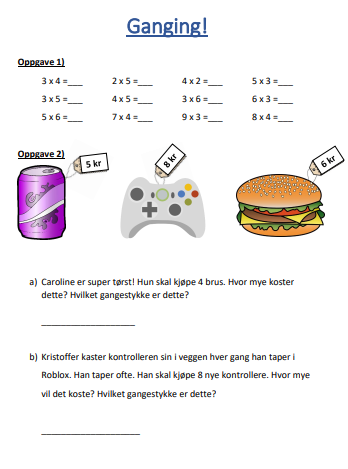 Ganging!
Oppgave 1)
3 x 4 =___ 2 x 5 =___ 4 x 2 =___ 5 x 3 =___
3 x 5 =___ 4 x 5 =___ 3 x 6 =___ 6 x 3 =___
5 x 6 =___ 7 x 4 =___ 9 x 3 =___ 8 x 4 =___
Oppgave 2)
5 kr 8 kr 6 kr
a) Caroline er super tørst! Hun skal kjøpe 4 brus. Hvor mye koster
dette? Hvilket gangestykke er dette?
___________________
b) Kristoffer kaster kontrolleren sin i veggen hver gang han taper i
Roblox. Han taper ofte. Han skal kjøpe 8 nye kontrollere. Hvor mye
vil det koste? Hvilket gangestykke er dette?
____________________